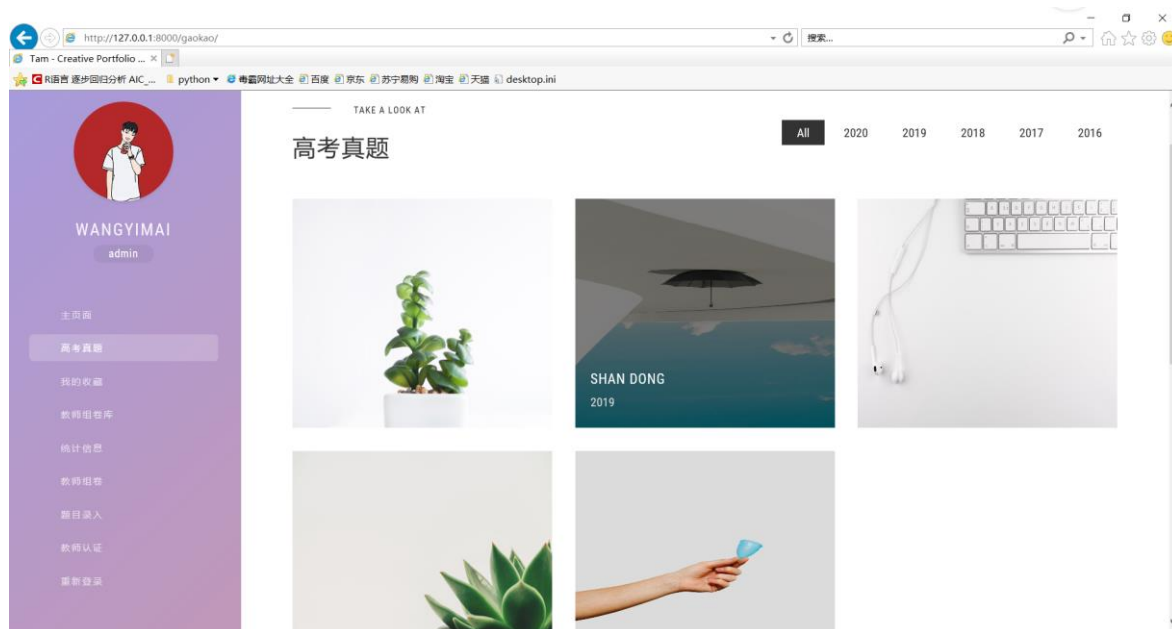 http://127.0.0.1:8000/gaokao/
搜索...
Tam - Creative Portfolio ...
R语言 逐步回归分析 AIC_... python 毒霸网址大全 百度 京东 苏宁易购 淘宝 天猫 desktop.ini
WANGYIMAI
admin
主页面
高考真题
我的收藏
教师组卷库
统计信息
教师组卷
题目录入
教师认证
重新登录
TAKE A LOOK AT
高考真题
All 2020 2019 2018 2017 2016
SHAN DONG
2019